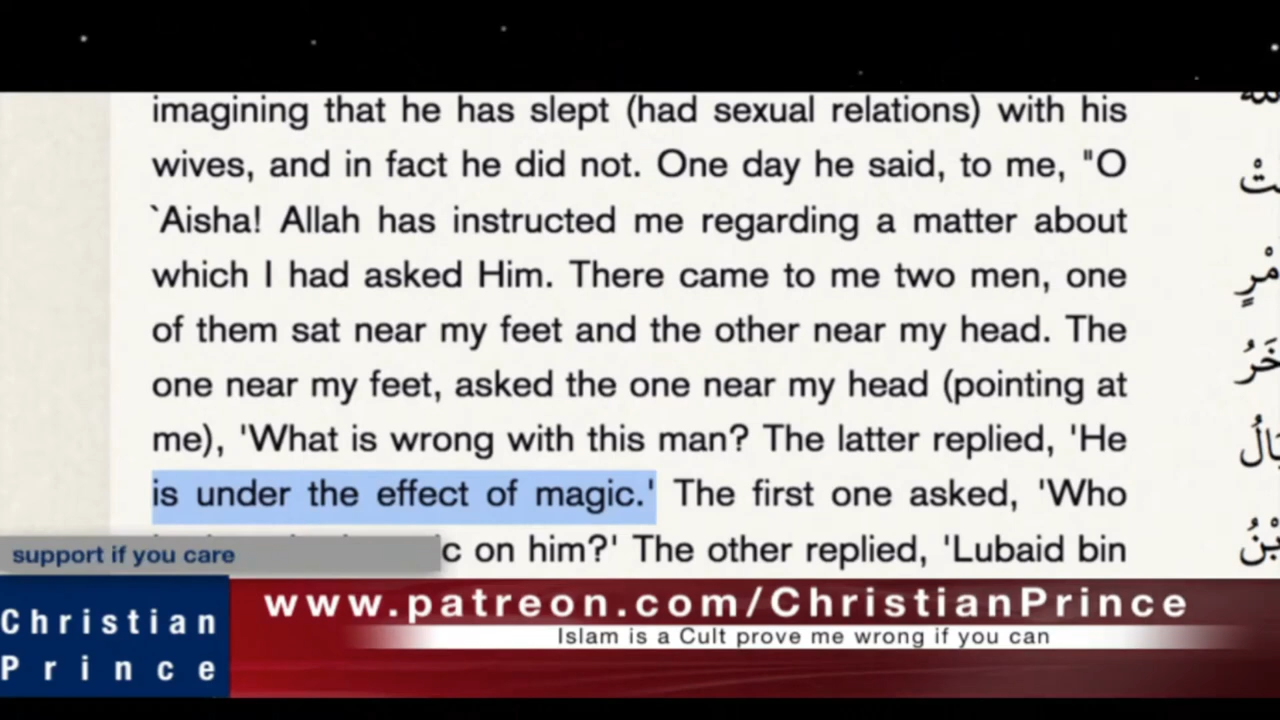 imagining that he has slept (had sexual relations) with his
wives, and in fact he did not. One day he said, to me, "O
`Aisha! Allah has instructed me regarding a matter about
which I had asked Him. There came to me two men, one
of them sat near my feet and the other near my head. The
one near my feet, asked the one near my head (pointing at
me), 'What is wrong with this man? The latter replied, 'He
is under the effect of magic.' The first one asked, 'Who
on him?' The other replied, 'Lubaid bin
support if you care
Christian
Prince
www.patreon.com/ChristianPrince
Islam is a Cult prove me wrong if you can